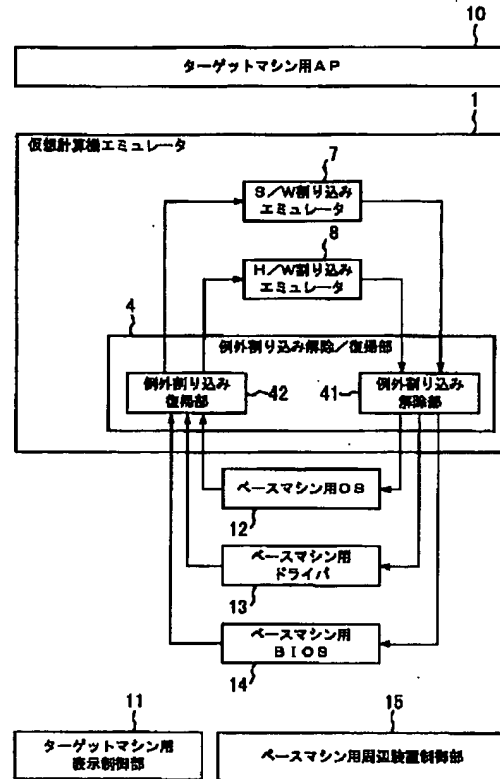 10
ターゲットマシン用AP
1
仮想計算機エミュレータ
7
S/W割り込み
エミュレータ
8
H/W割り込み
エミュレータ
4
例外割り込み解除/復帰部
例外割り込み
復帰部
42
41
例外割り込み
解除部
ベースマシン用OS
12
ベースマシン用
ドライバ
13
ベースマシン用
BIOS
14
11
ターゲットマシン用
表示制御部
15
ベースマシン用周辺装置制御部